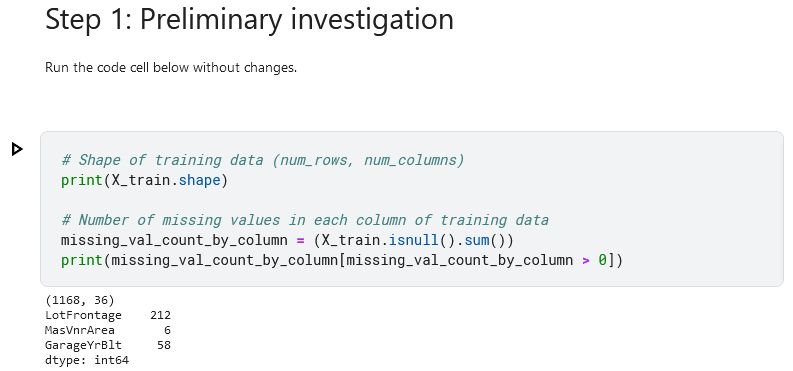 Step 1: Preliminary investigation
Run the code cell below without changes.
# Shape of training data (num_rows, num_columns)
print(X_train.shape)
# Number of missing values in each column of training data
missing_val_count_by_column = (X_train.isnull().sum())
print(missing_val_count_by_column[missing_val_count_by_column > 0])
(1168, 36)
LotFrontage    212
MasVnrArea       6
GarageYrBlt     58
dtype: int64